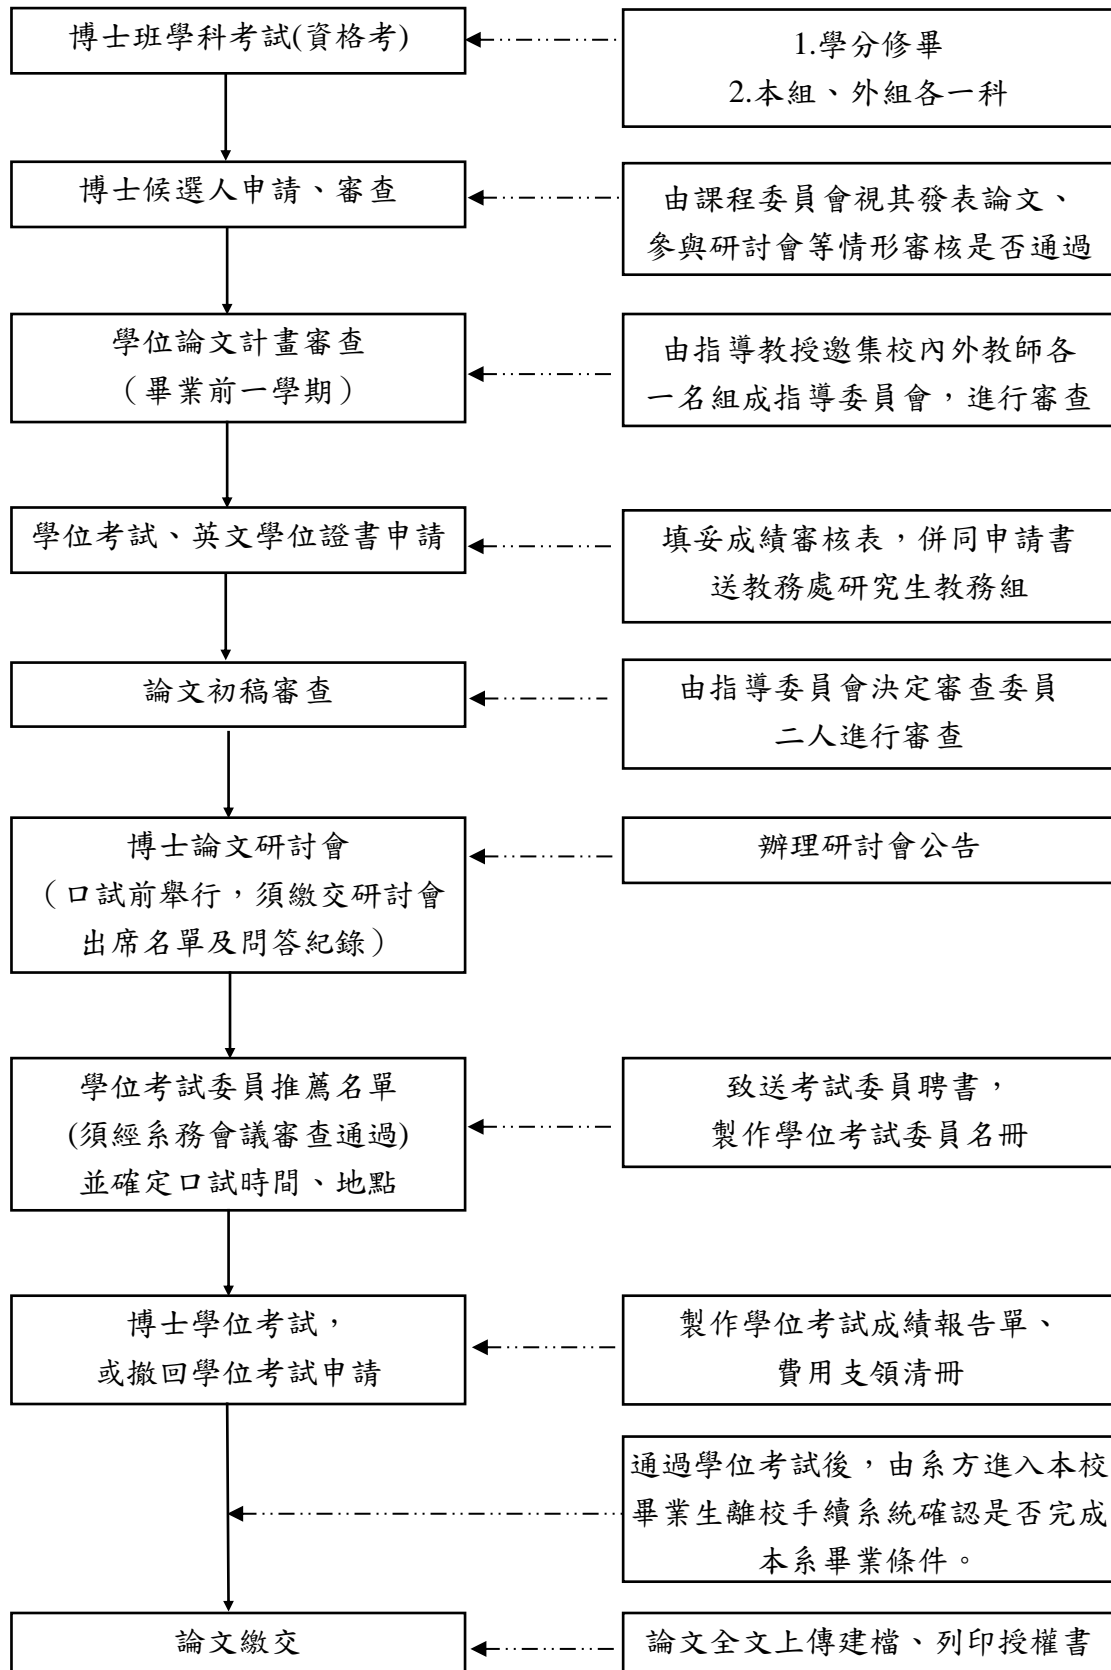 博士班學科考試(資格考)
1.學分修畢
2.本組、外組各一科
博士候選人申請、審查
由課程委員會視其發表論文、
參與研討會等情形審核是否通過
學位論文計畫審查
（畢業前一學期）
由指導教授邀集校內外教師各
一名組成指導委員會，進行審查
學位考試、英文學位證書申請
填妥成績審核表，併同申請書
送教務處研究生教務組
論文初稿審查
由指導委員會決定審查委員
二人進行審查
博士論文研討會
（口試前舉行，須繳交研討會
出席名單及問答紀錄）
辦理研討會公告
學位考試委員推薦名單
(須經系務會議審查通過)
並確定口試時間、地點
致送考試委員聘書，
製作學位考試委員名冊
博士學位考試，
或撤回學位考試申請
製作學位考試成績報告單、
費用支領清冊
通過學位考試後，由系方進入本校
畢業生離校手續系統確認是否完成
本系畢業條件。
論文繳交
論文全文上傳建檔、列印授權書